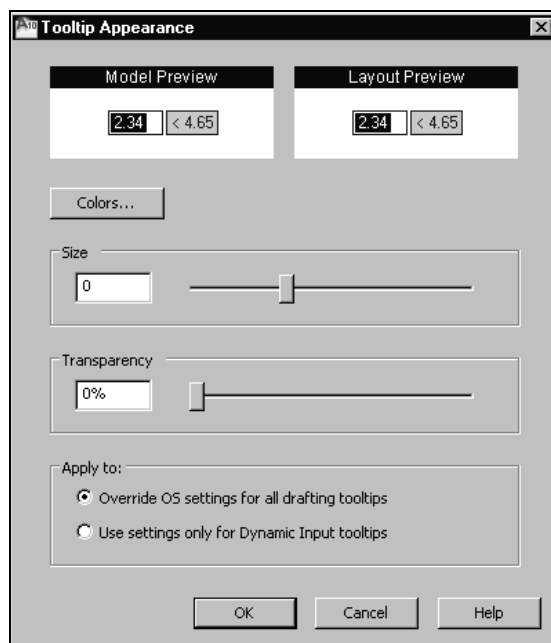 A10 Tooltip Appearance
Model Preview
Layout Preview
2.34 < 4.65
2.34 < 4.65
Colors...
Size
0
Transparency
0%
Apply to:
Override OS settings for all drafting tooltips
Use settings only for Dynamic Input tooltips
OK
Cancel
Help